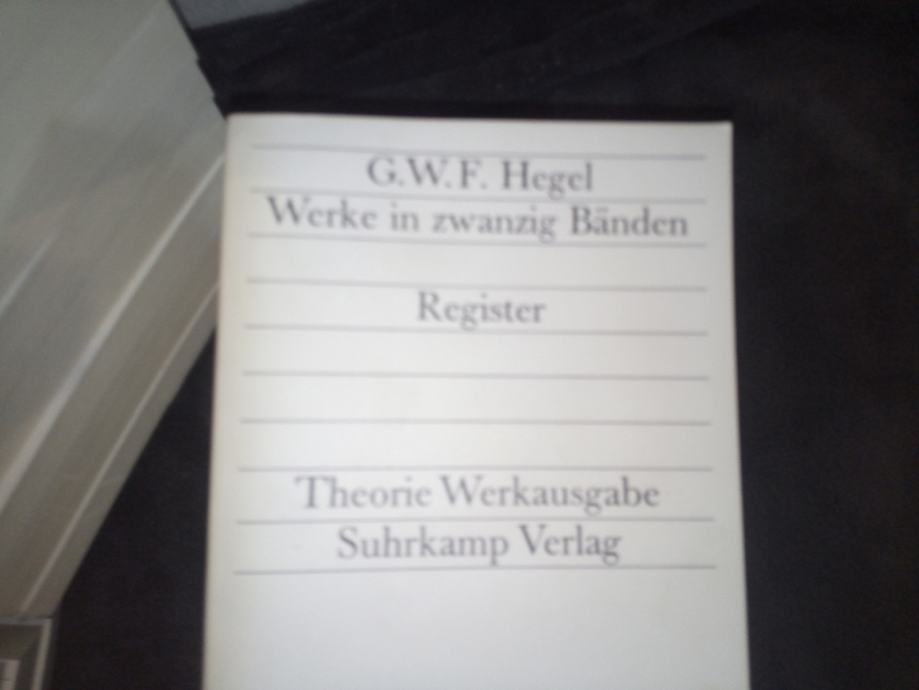 G.W.F. Hegel
Werke in zwanzig Bänden
Register
Theorie Werkausgabe
Suhrkamp Verlag